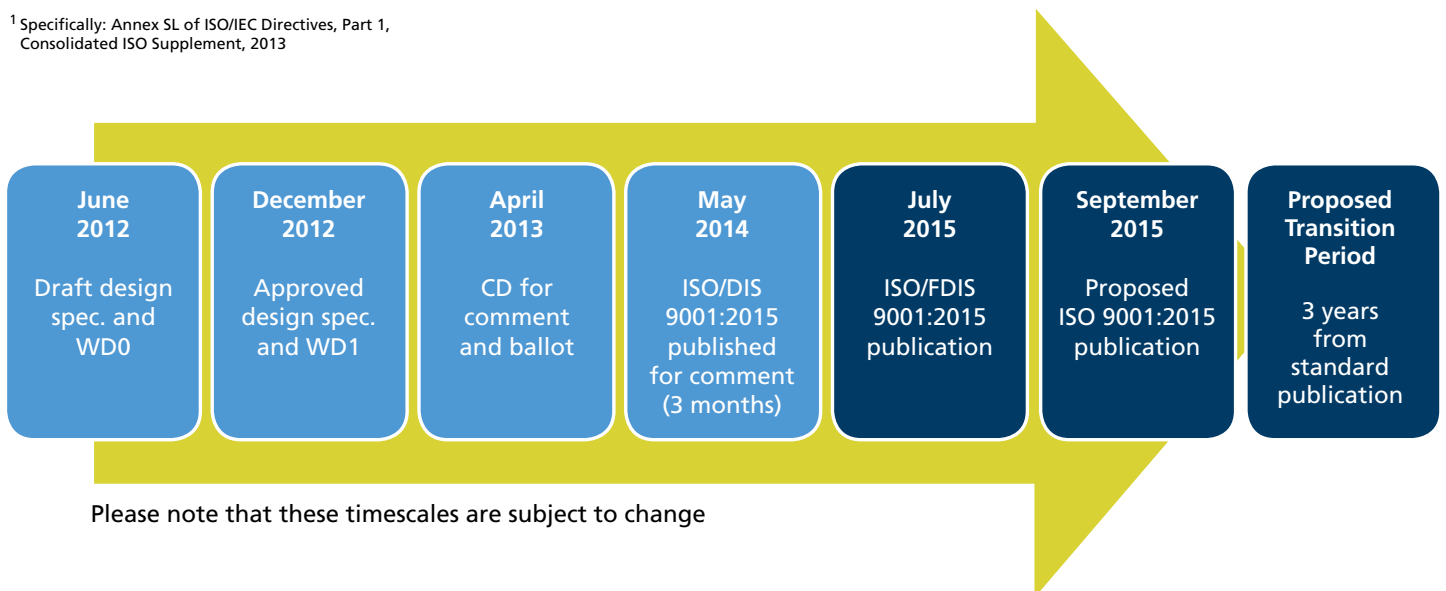 1 Specifically: Annex SL of ISO/IEC Directives, Part 1,
Consolidated ISO Supplement, 2013
June
2012
Draft design
spec. and
WD0
December
2012
Approved
design spec.
and WD1
April
2013
CD for
comment
and ballot
May
2014
ISO/DIS
9001:2015
published
for comment
(3 months)
July
2015
ISO/FDIS
9001:2015
publication
September
2015
Proposed
ISO 9001:2015
publication
Proposed
Transition
Period
3 years
from
standard
publication
Please note that these timescales are subject to change